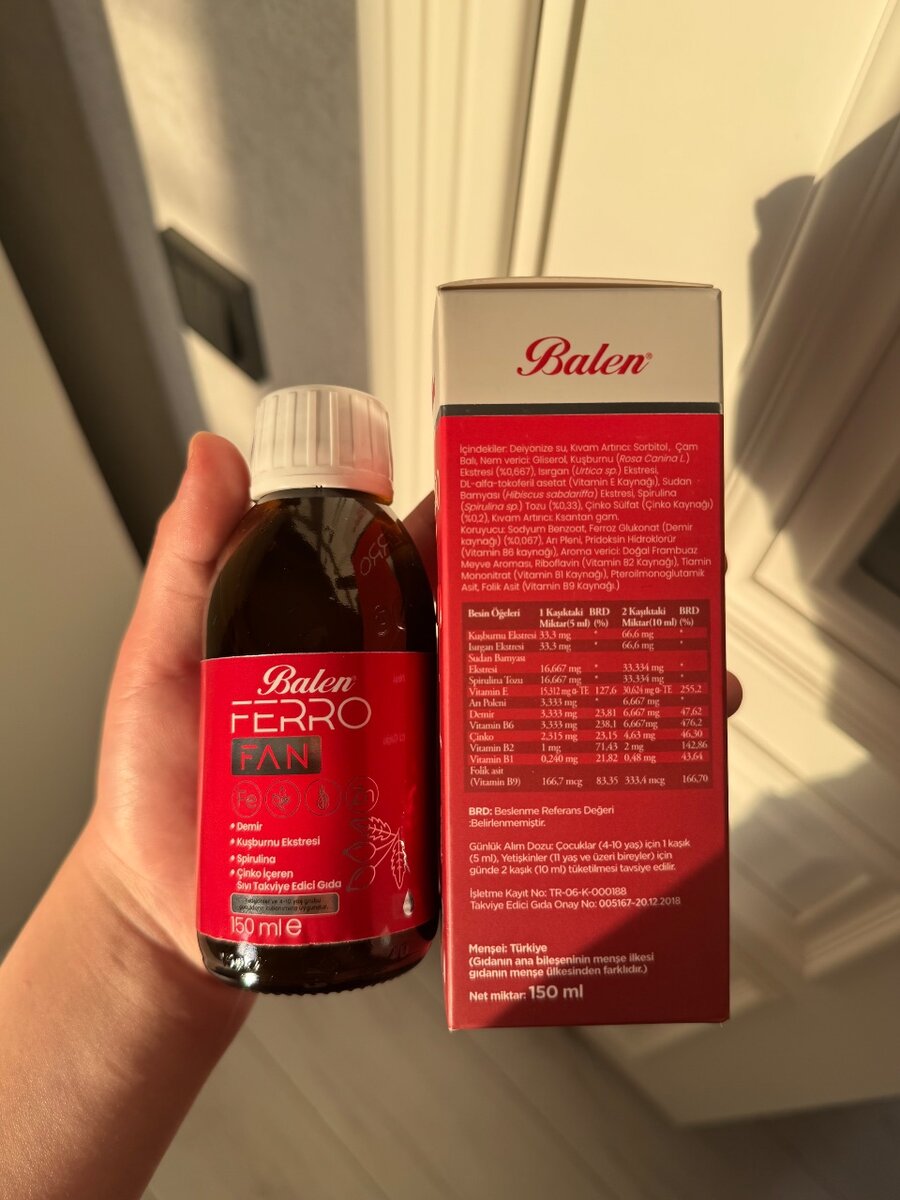 Balen
FERRO
FAN
Fe
Zn
• Demir
• Kuşburnu Ekstresi
• Spirulina
• Çinko İçeren
Sıvı Takviye Edici Gıda
150 ml e
Balen®
İçindekiler: Deiyonize su, Kıvam Artırıcı: Sorbitol, Çam
Balı, Nem verici: Gliserol, Kuşburnu (Rosa Canina L.)
Ekstresi (%0,667), Isırgan (Urtica sp.) Ekstresi,
DL-alfa-tokoferil asetat (Vitamin E Kaynağı), Sudan
Bamyası (Hibiscus sabdariffa) Ekstresi, Spirulina
(Spirulina sp.) Tozu (%0,33), Çinko Sülfat (Çinko Kaynağı)
(%0,2), Kıvam Artırıcı: Ksantan gam,
Koruyucu: Sodyum Benzoat, Ferroz Glukonat (Demir
kaynağı) (%0,067), Arı Pleni, Pridoksin Hidroklorür
(Vitamin B6 kaynağı), Aroma verici: Doğal Frambuaz
Meyve Aroması, Riboflavin (Vitamin B2 Kaynağı), Tiamin
Mononitrat (Vitamin B1 Kaynağı), Pteroilmonoglutamik
Asit, Folik Asit (Vitamin B9 Kaynağı.)
Besin Öğeleri 1 Kaşıktaki BRD 2 Kaşıktaki BRD
Miktar(5 ml) (%) Miktar(10 ml) (%)
Kuşburnu Ekstresi 33.3 mg * 66,6 mg *
Isırgan Ekstresi 33.3 mg * 66,6 mg *
Sudan Bamyası
Ekstresi 16,667 mg * 33,334 mg *
Spirulina Tozu 16,667 mg * 33.334 mg *
Vitamin E 15,312 mg α-TE 127,6 30,624 mg α-TE 255,2
Arı Poleni 3,333 mg * 6,667 mg *
Demir 3,333 mg 23,81 6,667 mg 47,62
Vitamin B6 3,333 mg 238,1 6,667mg 476,2
Çinko 2,315 mg 23,15 4,63 mg 46,30
Vitamin B2 1 mg 71,43 2 mg 142,86
Vitamin B1 0,240 mg 21,82 0,48 mg 43,64
Folik asit
(Vitamin B9) 166,7 mcg 83,35 333,4 mcg 166,70
BRD: Beslenme Referans Değeri
:Belirlenmemiştir.
Günlük Alım Dozu: Çocuklar (4-10 yaş) için 1 kaşık
(5 ml), Yetişkinler (11 yaş ve üzeri bireyler) için
günde 2 kaşık (10 ml) tüketilmesi tavsiye edilir.
İşletme Kayıt No: TR-06-K-000188
Takviye Edici Gıda Onay No: 005167-20.12.2018
Menşei: Türkiye
(Gıdanın ana bileşeninin menşe ülkesi
gıdanın menşe ülkesinden farklıdır.)
Net miktar: 150 ml